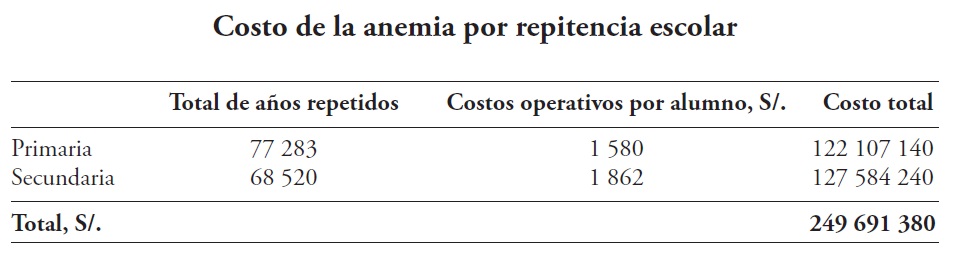 Costo de la anemia por repitencia escolar
Total de años repetidos Costos operativos por alumno, S/. Costo total
Primaria 77 283 1 580 122 107 140
Secundaria 68 520 1 862 127 584 240
Total, S/. 249 691 380